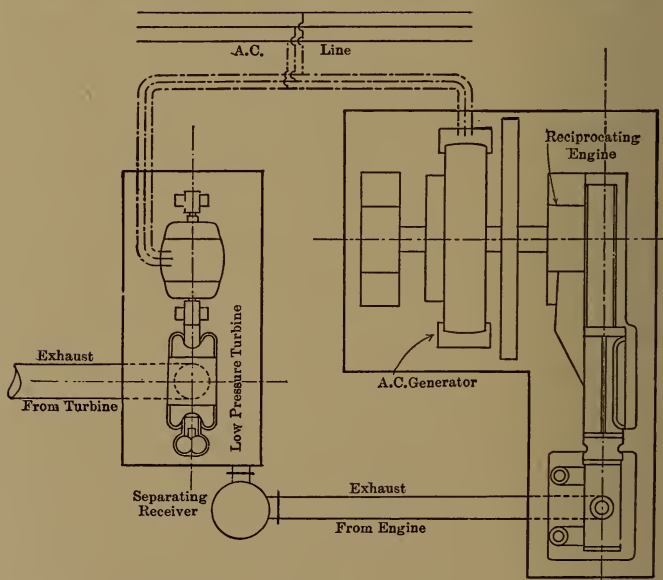 A.C. Line
Reciprocating
Engine
Exhaust
From Turbine
Low Pressure Turbine
A.C. Generator
Separating
Receiver
Exhaust
From Engine